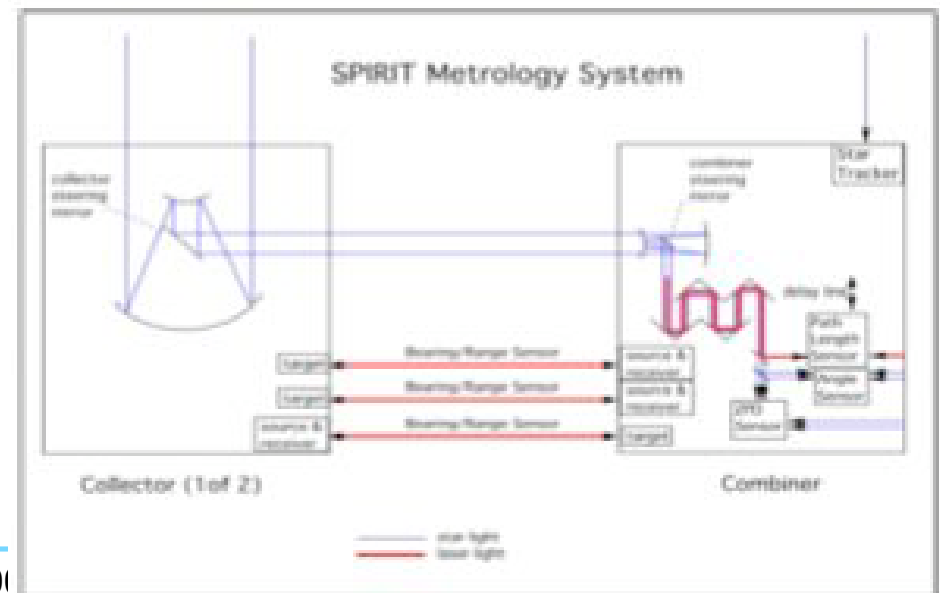 SPIRIT Metrology System
Star
Tracker
collector
steering
mirror
combiner
steering
mirror
delay line
Path
Length
Sensor
Angle
Sensor
Sensor
Bearing/Range Sensor
Bearing/Range Sensor
Bearing/Range Sensor
target
target
source &
receiver
source &
receiver
source &
receiver
target
Collector (1of 2)
Combiner
star light
laser light